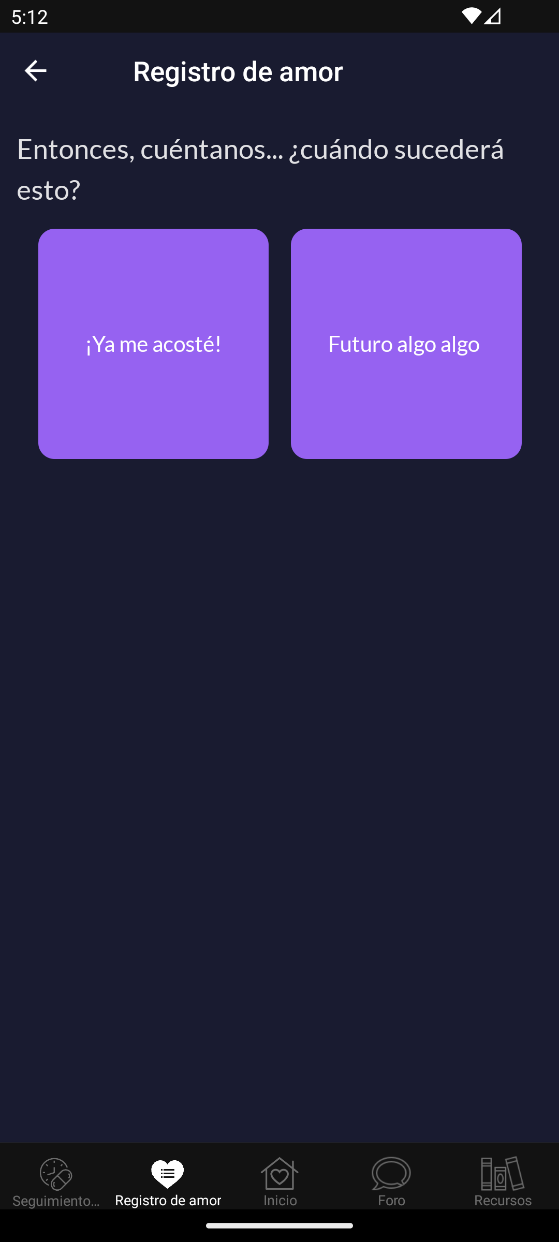 5:12
Registro de amor
Entonces, cuéntanos... ¿cuándo sucederá
esto?
¡Ya me acosté!
Futuro algo algo
Seguimiento...
Registro de amor
Inicio
Foro
Recursos